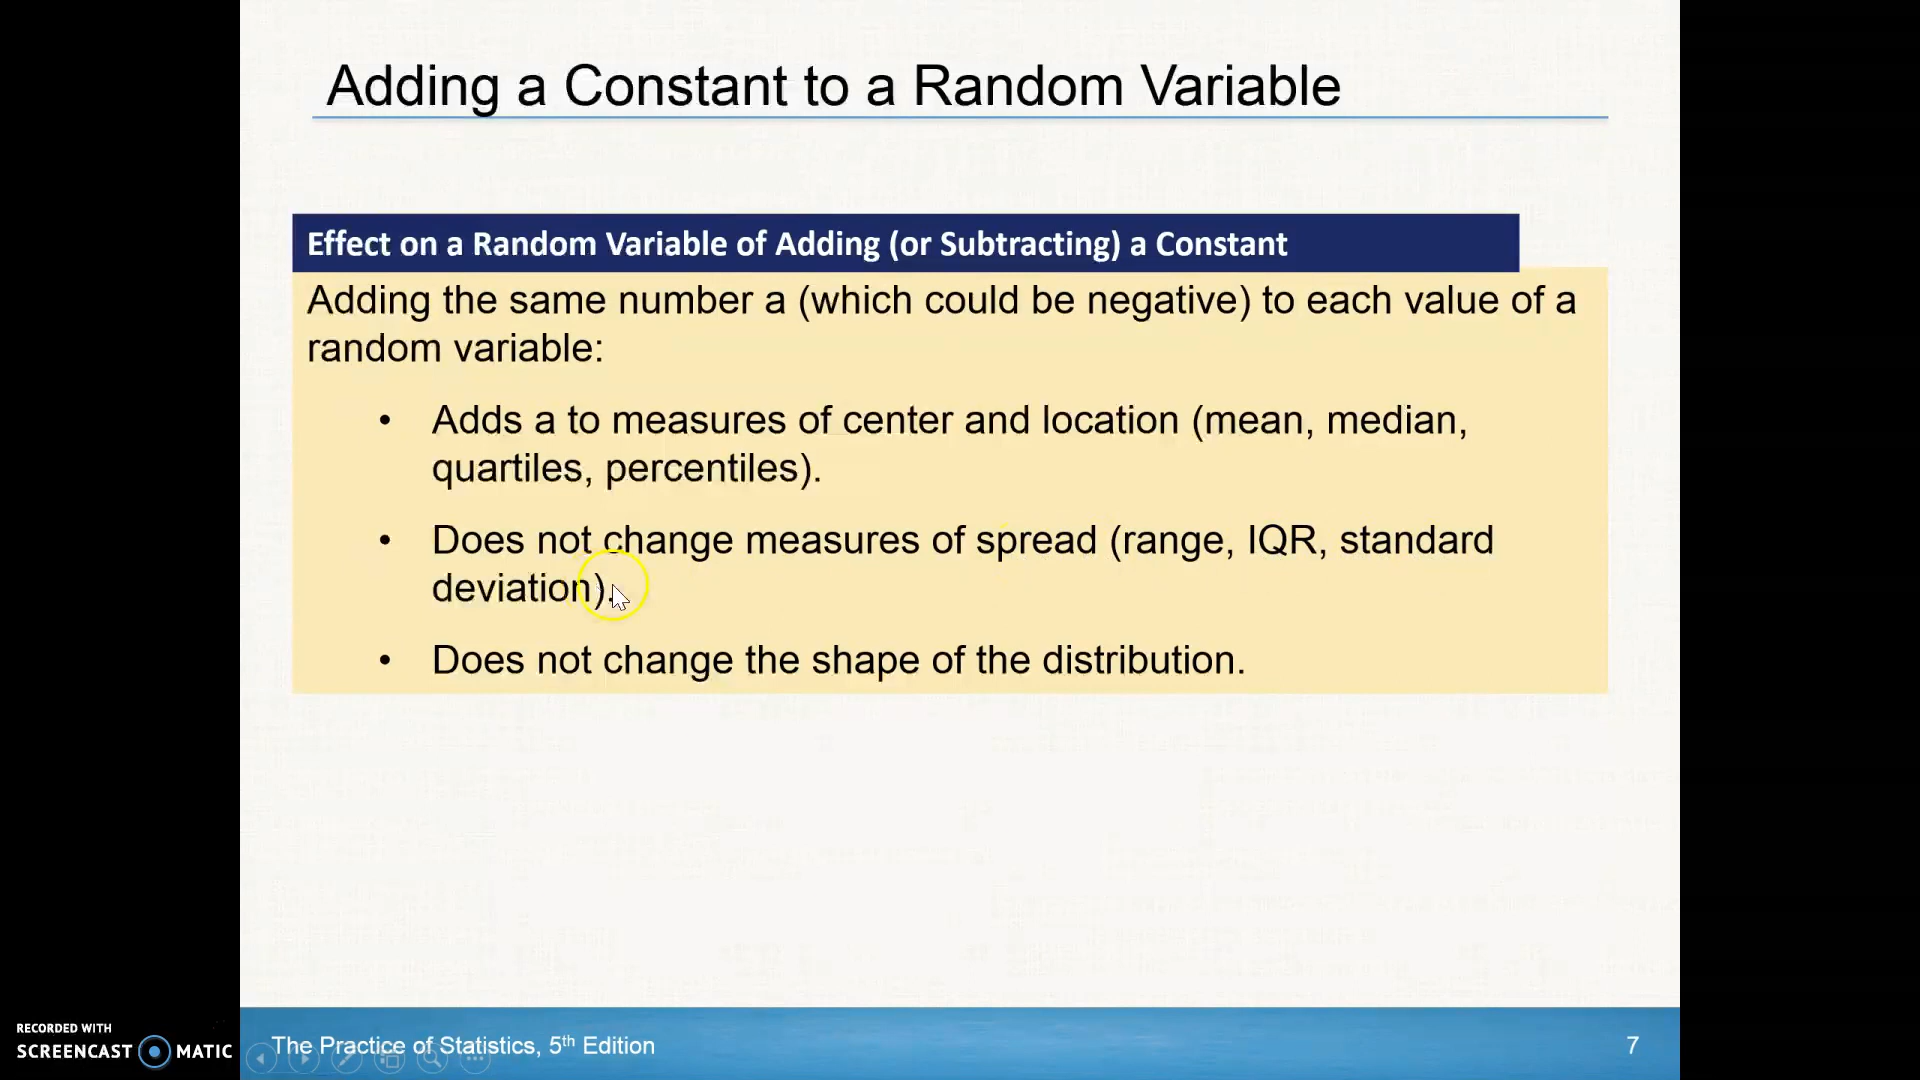 Adding a Constant to a Random Variable
Effect on a Random Variable of Adding (or Subtracting) a Constant
Adding the same number a (which could be negative) to each value of a
random variable:
• Adds a to measures of center and location (mean, median,
quartiles, percentiles).
• Does not change measures of spread (range, IQR, standard
deviation).
• Does not change the shape of the distribution.
RECORDED WITH
SCREENCAST MATIC
The Practice of Statistics, 5th Edition
7